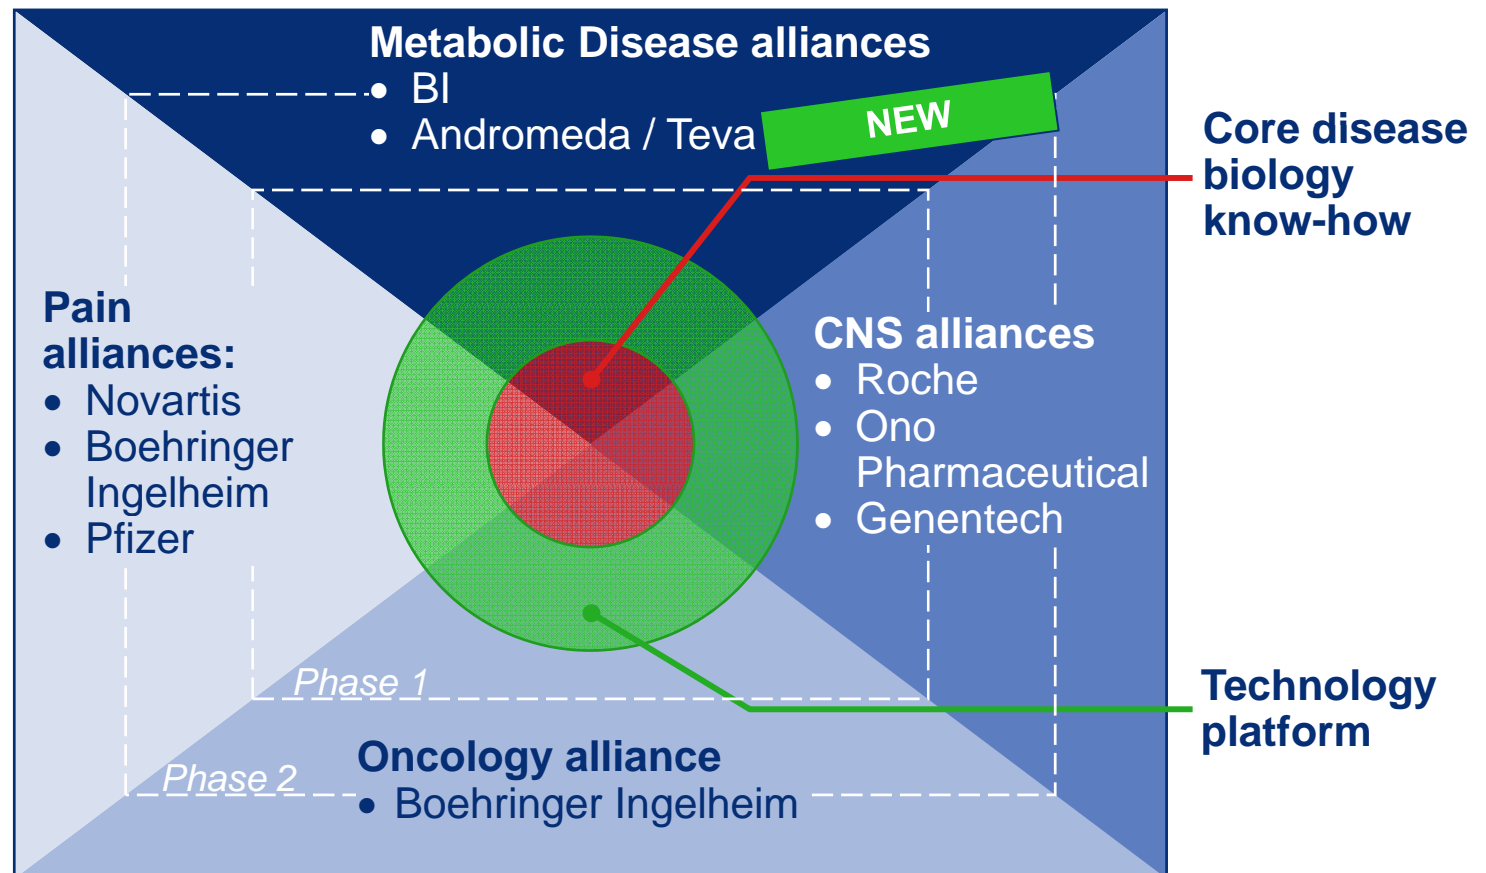 Metabolic Disease alliances
• BI
• Andromeda / Teva
NEW
Core disease
biology
know-how
Pain
alliances:
• Novartis
• Boehringer
Ingelheim
• Pfizer
CNS alliances
• Roche
• Ono
Pharmaceutical
• Genentech
Phase 1
Technology
platform
Phase 2
Oncology alliance
• Boehringer Ingelheim